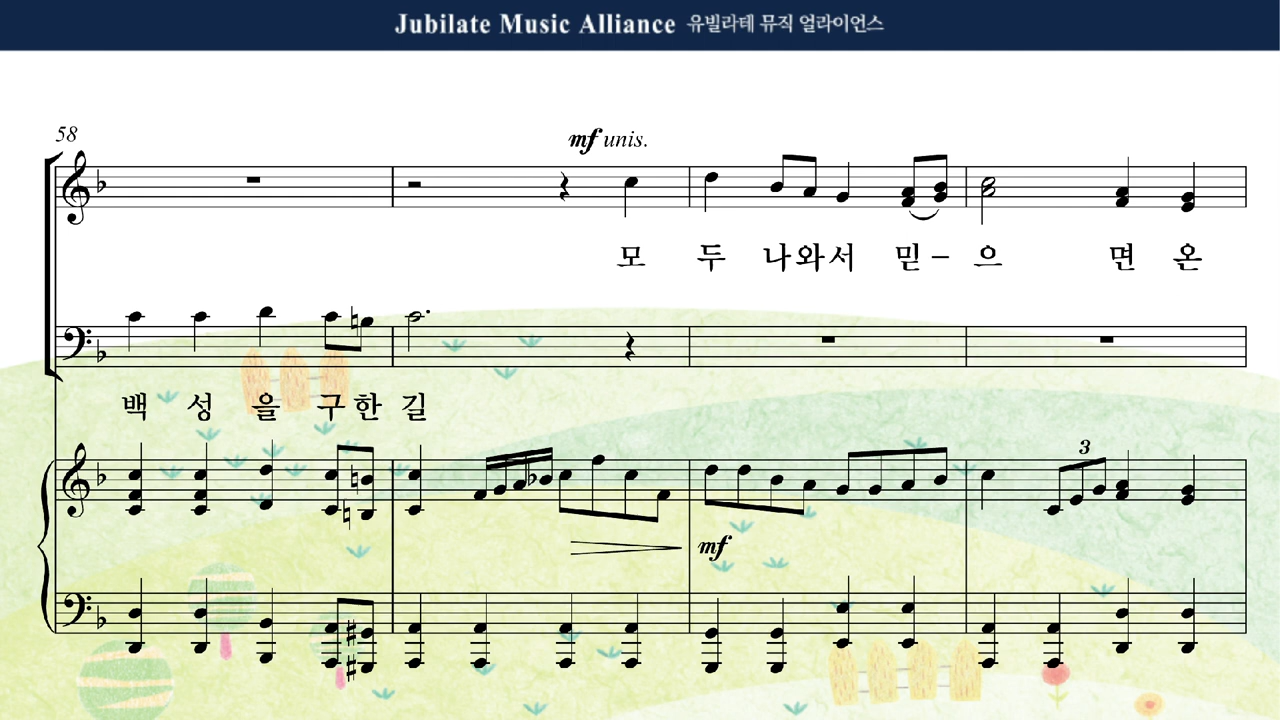 Jubilate Music Alliance 유빌라테 뮤직 얼라이언스
58
mf unis.
모 두 나와서 믿 – 으 면 온
백 성 을 구 한 길
3
mf